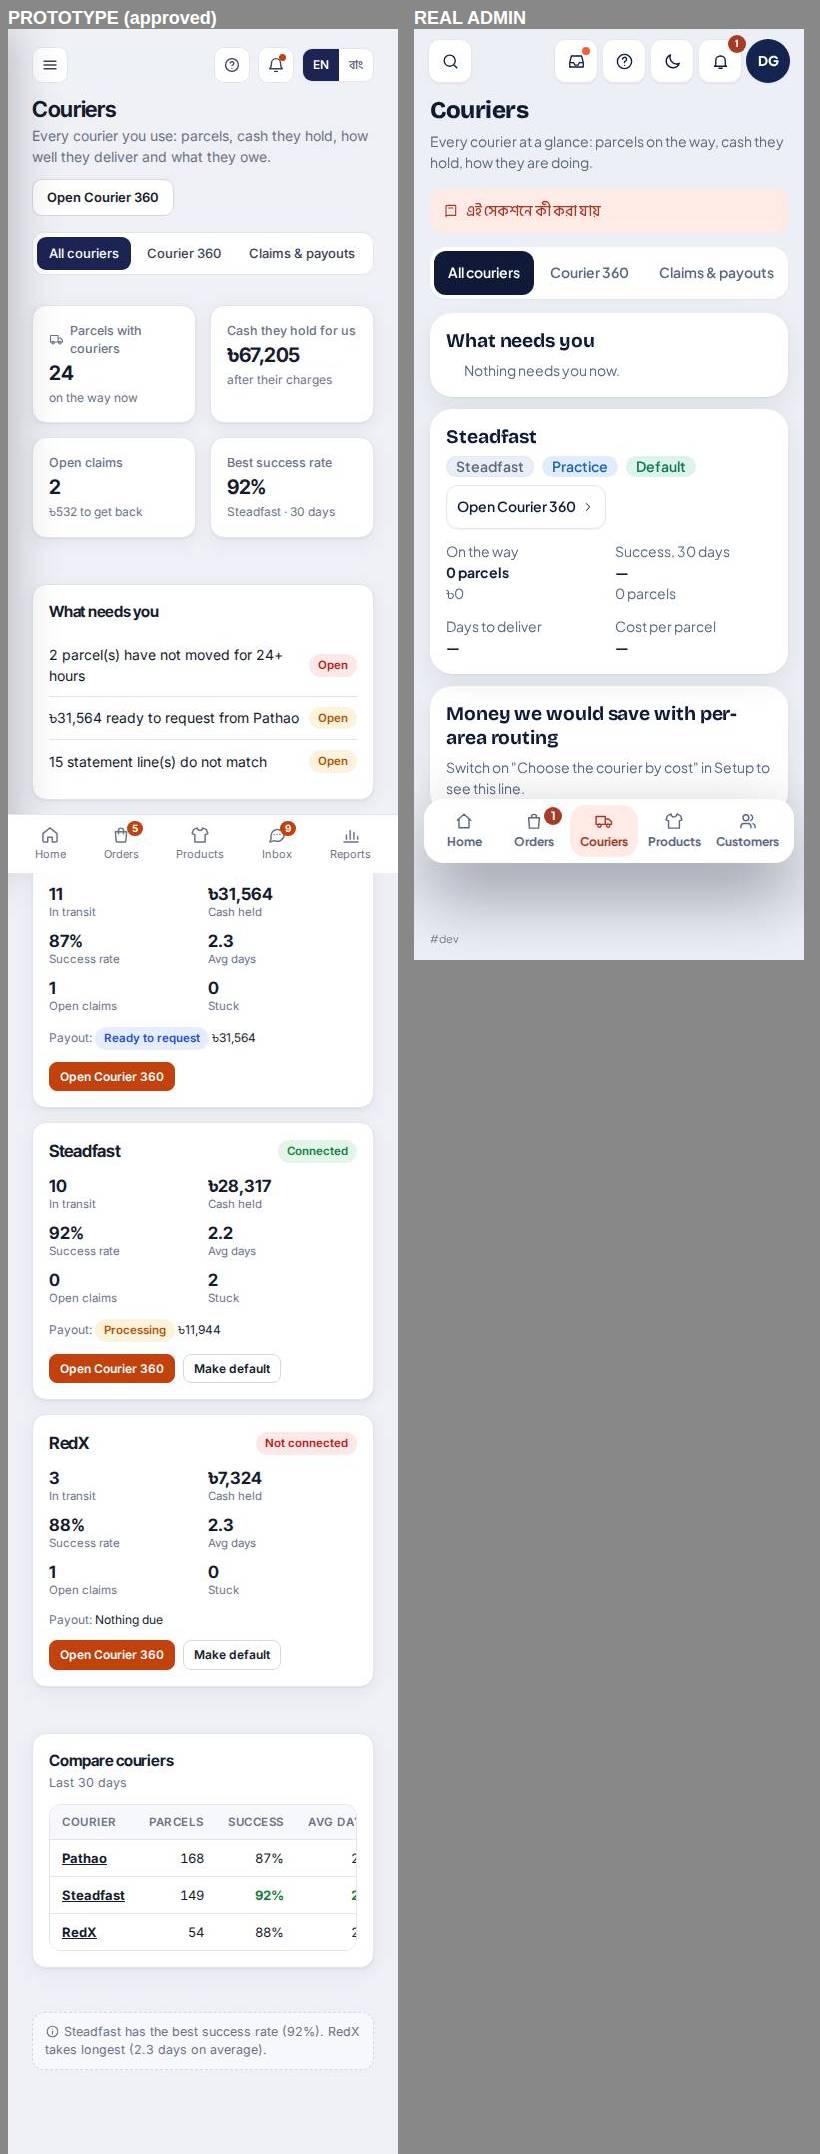 PROTOTYPE (approved)
EN
বাং
Couriers
Every courier you use: parcels, cash they hold, how
well they deliver and what they owe.
Open Courier 360
All couriers
Courier 360
Claims & payouts
Parcels with
couriers
24
on the way now
Cash they hold for us
৳67,205
after their charges
Open claims
2
৳532 to get back
Best success rate
92%
Steadfast · 30 days
What needs you
2 parcel(s) have not moved for 24+
hours
Open
৳31,564 ready to request from Pathao
Open
15 statement line(s) do not match
Open
Home
5
Orders
Products
9
Inbox
Reports
11
In transit
৳31,564
Cash held
87%
Success rate
2.3
Avg days
1
Open claims
0
Stuck
Payout: Ready to request ৳31,564
Open Courier 360
Steadfast
Connected
10
In transit
৳28,317
Cash held
92%
Success rate
2.2
Avg days
0
Open claims
2
Stuck
Payout: Processing ৳11,944
Open Courier 360
Make default
RedX
Not connected
3
In transit
৳7,324
Cash held
88%
Success rate
2.3
Avg days
1
Open claims
0
Stuck
Payout: Nothing due
Open Courier 360
Make default
Compare couriers
Last 30 days
COURIER PARCELS SUCCESS AVG DAY
Pathao 168 87% 2
Steadfast 149 92% 2
RedX 54 88% 2
Steadfast has the best success rate (92%). RedX
takes longest (2.3 days on average).
REAL ADMIN
1
DG
Couriers
Every courier at a glance: parcels on the way, cash they
hold, how they are doing.
এই সেকশনে কী করা যায়
All couriers
Courier 360
Claims & payouts
What needs you
Nothing needs you now.
Steadfast
Steadfast
Practice
Default
Open Courier 360
On the way
0 parcels
৳0
Success, 30 days
—
0 parcels
Days to deliver
—
Cost per parcel
—
Money we would save with per-
area routing
Switch on "Choose the courier by cost" in Setup to
see this line.
Home
1
Orders
Couriers
Products
Customers
#dev